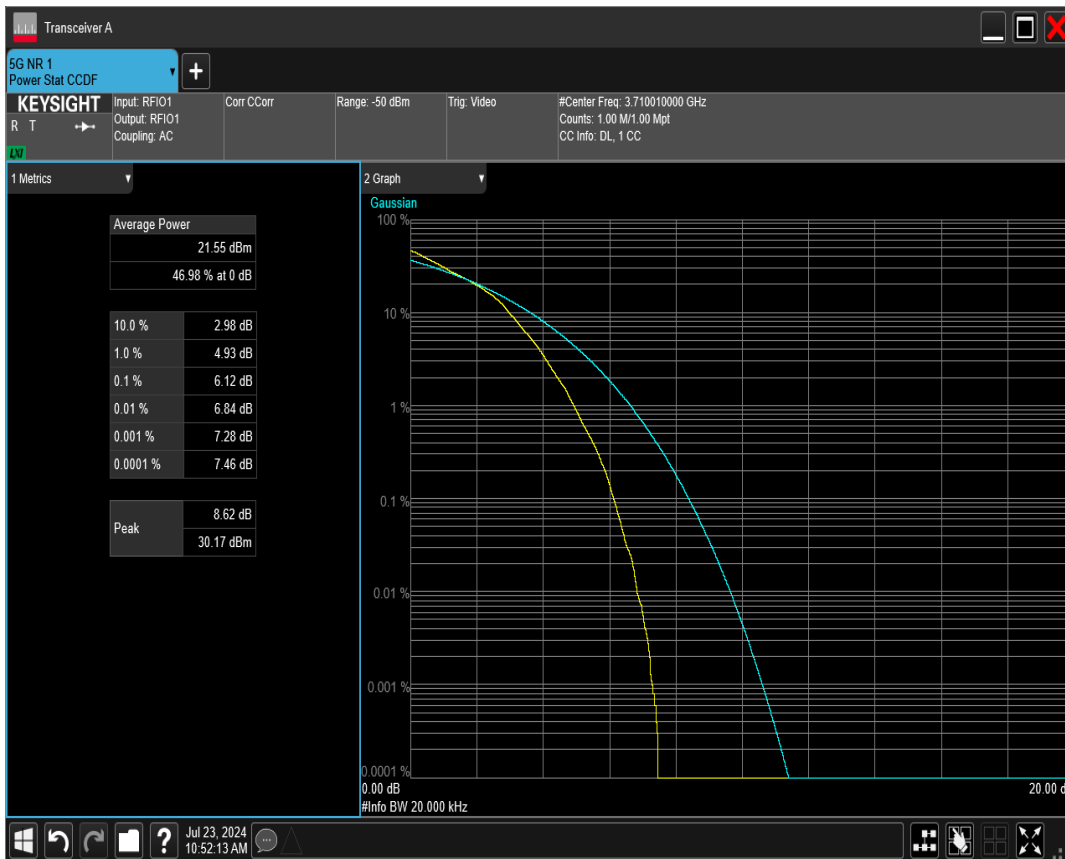 Transceiver A
5G NR 1
Power Stat CCDF
KEYSIGHT
R T
LXI
Input: RFIO1
Output: RFIO1
Coupling: AC
Corr CCorr
Range: -50 dBm
Trig: Video
#Center Freq: 3.710010000 GHz
Counts: 1.00 M/1.00 Mpt
CC Info: DL, 1 CC
1 Metrics
Average Power
21.55 dBm
46.98 % at 0 dB
10.0 % 2.98 dB
1.0 % 4.93 dB
0.1 % 6.12 dB
0.01 % 6.84 dB
0.001 % 7.28 dB
0.0001 % 7.46 dB
Peak
8.62 dB
30.17 dBm
2 Graph
Gaussian
100 %
10 %
1 %
0.1 %
0.01 %
0.001 %
0.0001 %
0.00 dB
20.00 d
#Info BW 20.000 kHz
?
Jul 23, 2024
10:52:13 AM